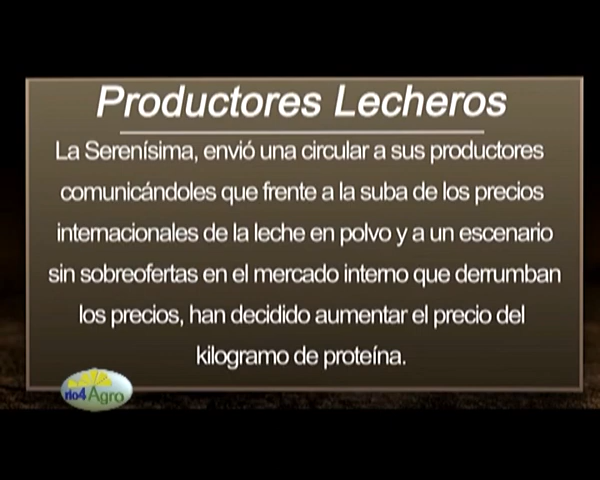 Productores Lecheros
La Serenísima, envió una circular a sus productores
comunicándoles que frente a la suba de los precios
internacionales de la leche en polvo y a un escenario
sin sobreofertas en el mercado interno que derrumban
los precios, han decidido aumentar el precio del
kilogramo de proteína.
rio4 Agro